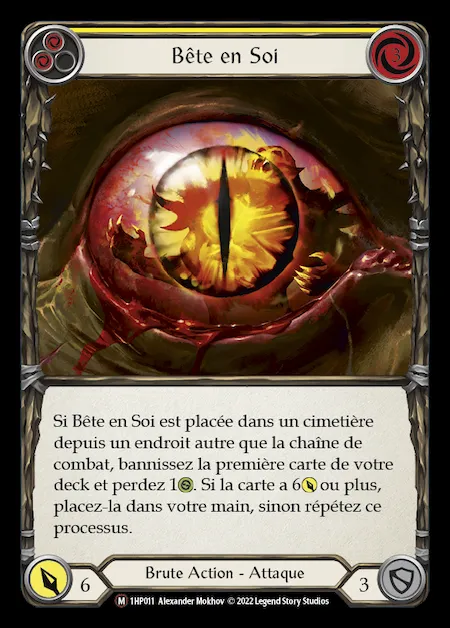 Bête en Soi
3
Si Bête en Soi est placée dans un cimetière
depuis un endroit autre que la chaîne de
combat, bannissez la première carte de votre
deck et perdez 1. Si la carte a 6 ou plus,
placez-la dans votre main, sinon répétez ce
processus.
6
Brute Action - Attaque
3
M 1HP011 Alexander Mokhov © 2022 Legend Story Studios